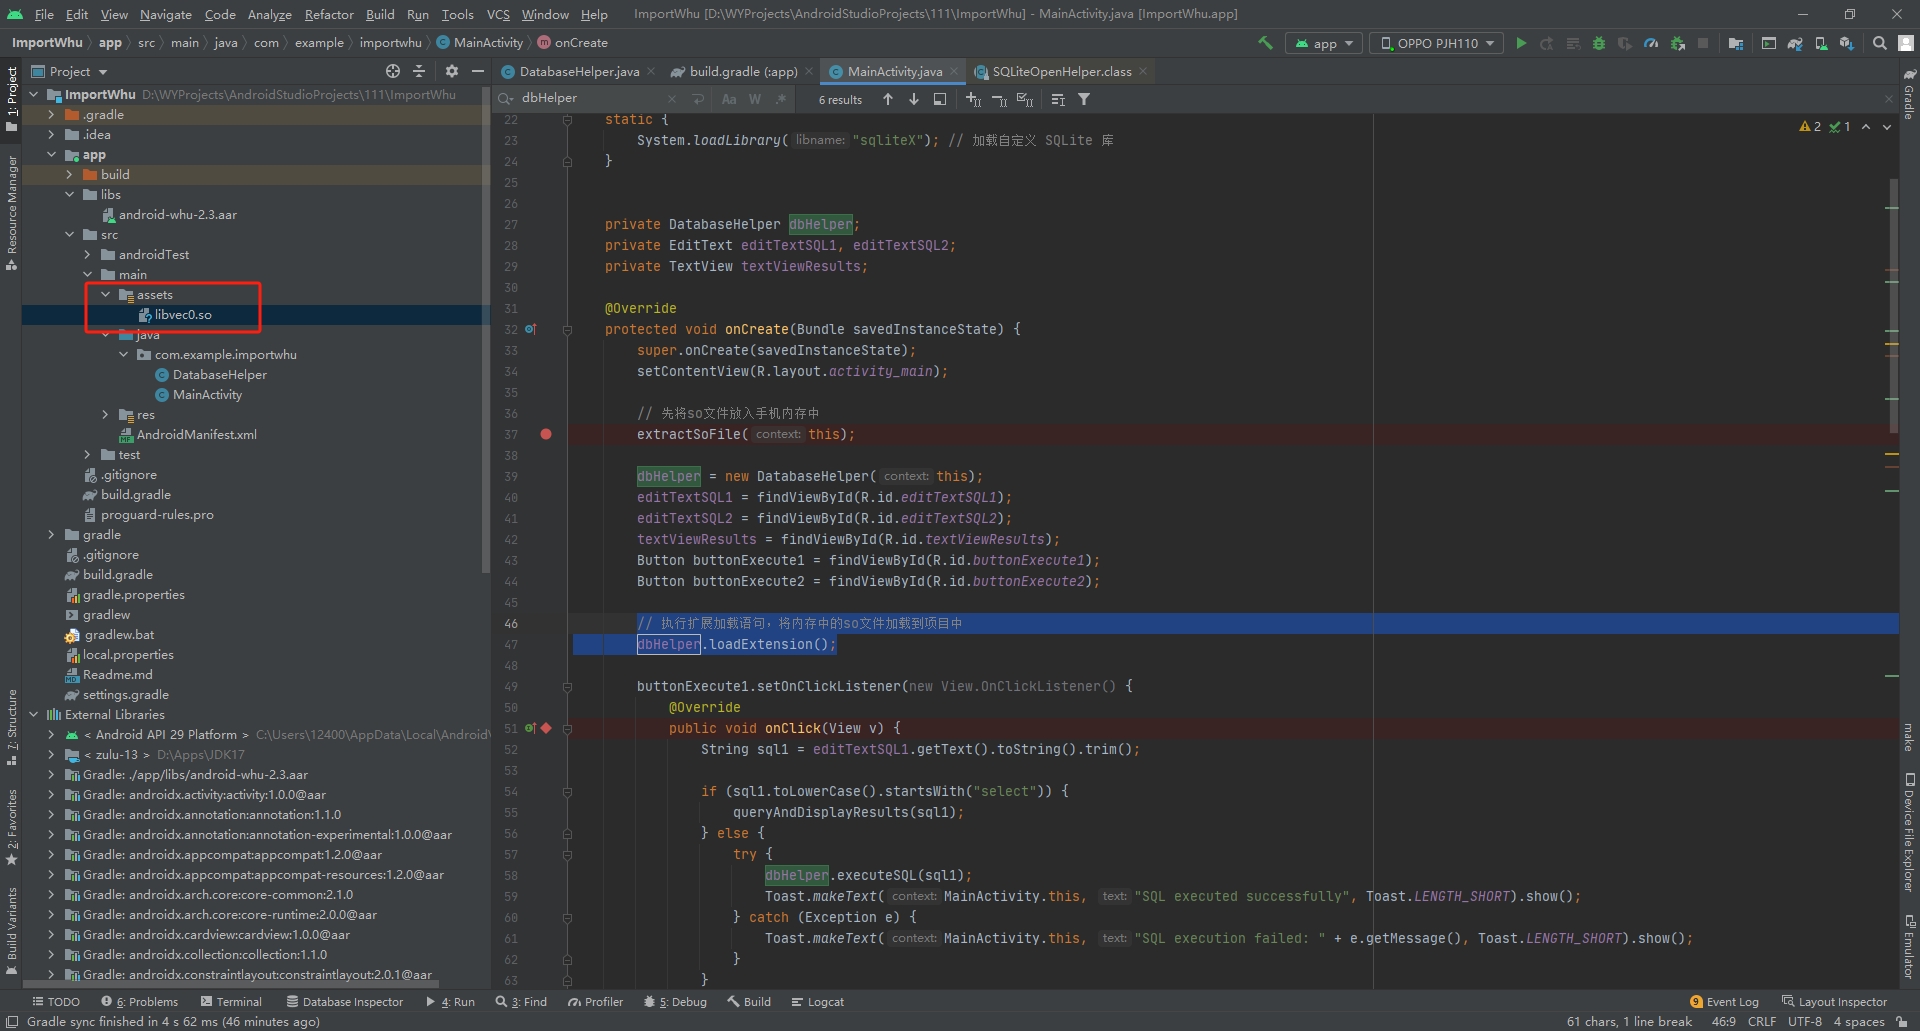 File Edit View Navigate Code Analyze Refactor Build Run Tools VCS Window Help ImportWhu [D:\WYProjects\AndroidStudioProjects\111\ImportWhu] - MainActivity.java [ImportWhu.app]
ImportWhu app src main java com example importwhu MainActivity onCreate app OPPO PJH110
Project
DatabaseHelper.java build.gradle (:app) MainActivity.java SQLiteOpenHelper.class
dbHelper Aa W .* 6 results
1: Project
Resource Manager
Z: Structure
2: Favorites
Build Variants
ImportWhu D:\WYProjects\AndroidStudioProjects\111\ImportWhu
.gradle
.idea
app
build
libs
android-whu-2.3.aar
src
androidTest
main
assets
libvec0.so
java
com.example.importwhu
DatabaseHelper
MainActivity
res
AndroidManifest.xml
test
.gitignore
build.gradle
proguard-rules.pro
gradle
.gitignore
build.gradle
gradle.properties
gradlew
gradlew.bat
local.properties
Readme.md
settings.gradle
External Libraries
< Android API 29 Platform > C:\Users\12400\AppData\Local\Android\
< zulu-13 > D:\Apps\JDK17
Gradle: ./app/libs/android-whu-2.3.aar
Gradle: androidx.activity:activity:1.0.0@aar
Gradle: androidx.annotation:annotation:1.1.0
Gradle: androidx.annotation:annotation-experimental:1.0.0@aar
Gradle: androidx.appcompat:appcompat:1.2.0@aar
Gradle: androidx.appcompat:appcompat-resources:1.2.0@aar
Gradle: androidx.arch.core:core-common:2.1.0
Gradle: androidx.arch.core:core-runtime:2.0.0@aar
Gradle: androidx.cardview:cardview:1.0.0@aar
Gradle: androidx.collection:collection:1.1.0
Gradle: androidx.constraintlayout:constraintlayout:2.0.1@aar
2 1
22 static {
23 System.loadLibrary( libname: "sqliteX"); // 加载自定义 SQLite 库
24 }
25
26
27 private DatabaseHelper dbHelper;
28 private EditText editTextSQL1, editTextSQL2;
29 private TextView textViewResults;
30
31 @Override
32 protected void onCreate(Bundle savedInstanceState) {
33 super.onCreate(savedInstanceState);
34 setContentView(R.layout.activity_main);
35
36 // 先将so文件放入手机内存中
37 extractSoFile( context: this);
38
39 dbHelper = new DatabaseHelper( context: this);
40 editTextSQL1 = findViewById(R.id.editTextSQL1);
41 editTextSQL2 = findViewById(R.id.editTextSQL2);
42 textViewResults = findViewById(R.id.textViewResults);
43 Button buttonExecute1 = findViewById(R.id.buttonExecute1);
44 Button buttonExecute2 = findViewById(R.id.buttonExecute2);
45
46 // 执行扩展加载语句，将内存中的so文件加载到项目中
47 dbHelper.loadExtension();
48
49 buttonExecute1.setOnClickListener(new View.OnClickListener() {
50 @Override
51 public void onClick(View v) {
52 String sql1 = editTextSQL1.getText().toString().trim();
53
54 if (sql1.toLowerCase().startsWith("select")) {
55 queryAndDisplayResults(sql1);
56 } else {
57 try {
58 dbHelper.executeSQL(sql1);
59 Toast.makeText( context: MainActivity.this, text: "SQL executed successfully", Toast.LENGTH_SHORT).show();
60 } catch (Exception e) {
61 Toast.makeText( context: MainActivity.this, text: "SQL execution failed: " + e.getMessage(), Toast.LENGTH_SHORT).show();
62 }
63 }
Gradle
make
Device File Explorer
Emulator
TODO 6: Problems Terminal Database Inspector 4: Run 3: Find Profiler 5: Debug Build Logcat 9 Event Log Layout Inspector
Gradle sync finished in 4 s 62 ms (46 minutes ago) 61 chars, 1 line break 46:9 CRLF UTF-8 4 spaces